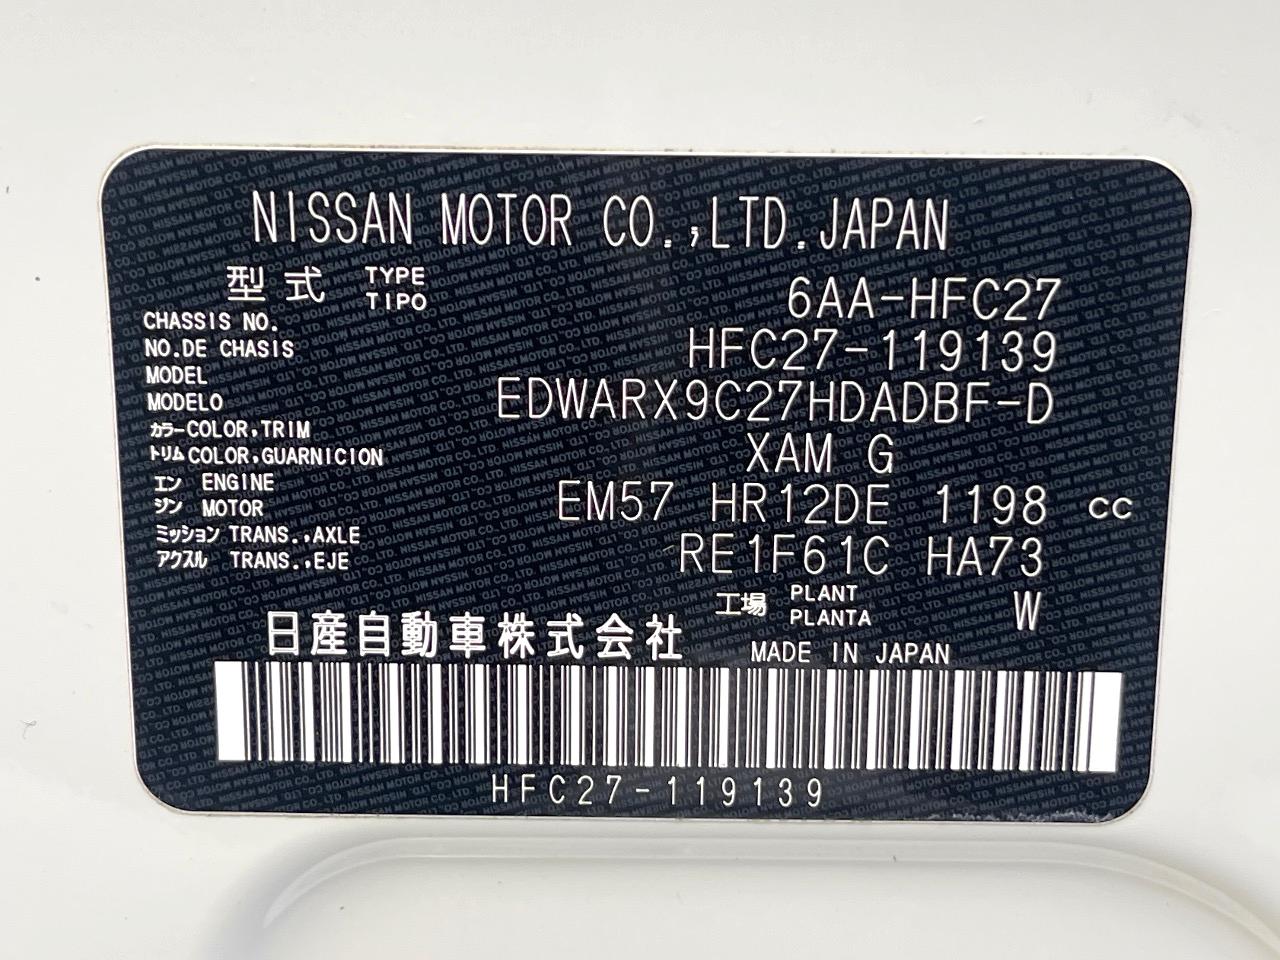 NISSAN MOTOR CO.,LTD.JAPAN
型式 TYPE TIPO 6AA-HFC27
CHASSIS NO. NO.DE CHASIS HFC27-119139
MODEL MODELO EDWARX9C27HDADBF-D
カラー COLOR,TRIM
トリム COLOR,GUARNICION XAM G
エン ENGINE
ジン MOTOR EM57 HR12DE 1198 cc
ミッション TRANS.,AXLE
アクスル TRANS.,EJE RE1F61C HA73
工場 PLANT PLANTA W
日産自動車株式会社 MADE IN JAPAN
HFC27-119139